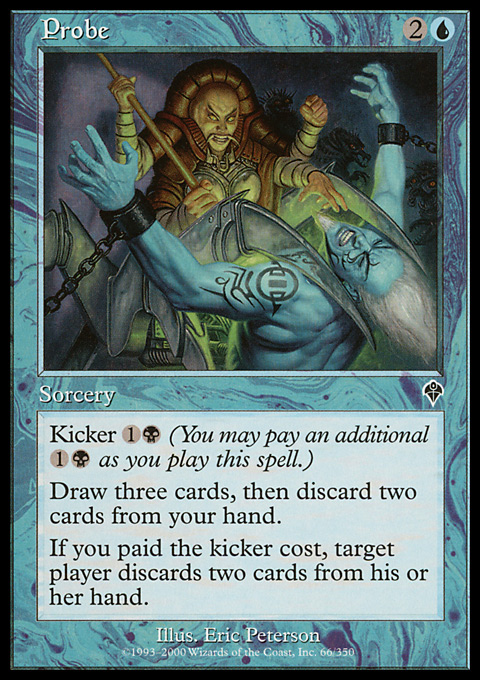 Probe 2
Sorcery
Kicker 1 (You may pay an additional
1 as you play this spell.)
Draw three cards, then discard two
cards from your hand.
If you paid the kicker cost, target
player discards two cards from his or
her hand.
Illus. Eric Peterson
©1993–2000 Wizards of the Coast, Inc. 66/350